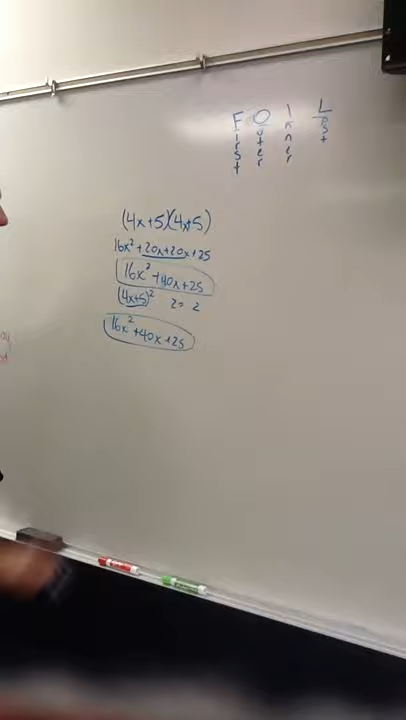 F O I L
First
Outer
Inner
Last
(4x+5)(4x+5)
16x²+20x+20x+25
16x²+40x+25
(4x+5)² 2=2
16x²+40x+25